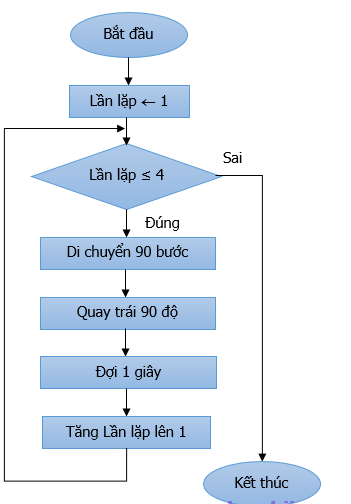 Bắt đầu
Lần lặp ← 1
Lần lặp ≤ 4
Sai
Đúng
Di chuyển 90 bước
Quay trái 90 độ
Đợi 1 giây
Tăng Lần lặp lên 1
Kết thúc